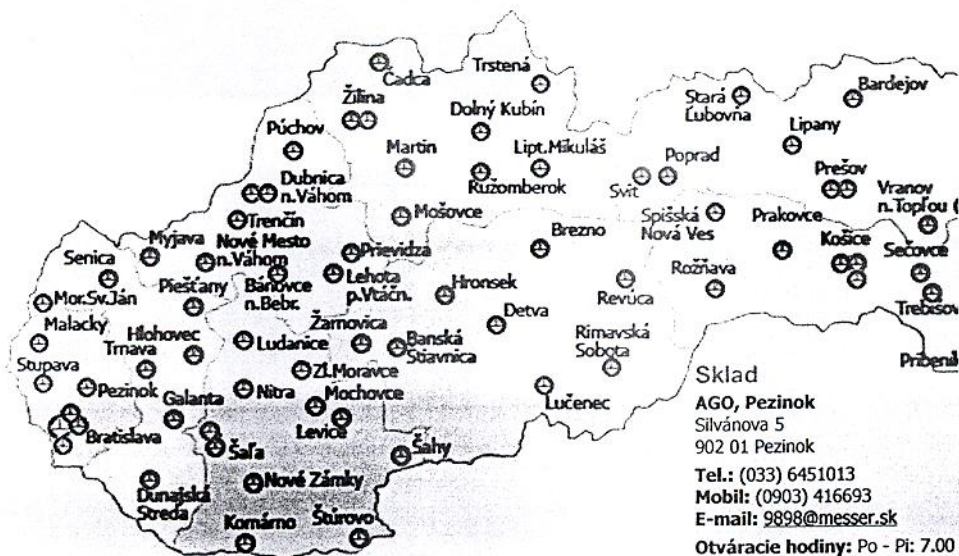 Čadca
Trstená
Žilina
Dolný Kubín
Stará
Ľubovňa
Bardejov
Púchov
Martin
Lipt.Mikuláš
Lipany
Poprad
Prešov
Dubnica
n.Váhom
Ružomberok
Svit
Vranov
n.Topľou (
Trenčín
Mošovce
Spišská
Nová Ves
Prakovce
Myjava
Nové Mesto
n.Váhom
Prievidza
Brezno
Košice
Sečovce
Senica
Piešťany
Bánovce
n.Bebr.
Lehota
p.Vtáčn.
Hronsek
Rožňava
Mor.Sv.Ján
Revúca
Trebišov
Malacky
Hlohovec
Žarnovica
Detva
Trnava
Ludanice
Banská
Štiavnica
Rimavská
Sobota
Príbeník
Stupava
Zl.Moravce
Pezinok
Nitra
Mochovce
Lučenec
Galanta
Levice
Bratislava
Šaľa
Šahy
Dunajská
Streda
Nové Zámky
Komárno
Štúrovo
Sklad
AGO, Pezinok
Silvánova 5
902 01 Pezinok
Tel.: (033) 6451013
Mobil: (0903) 416693
E-mail: 9898@messer.sk
Otváracie hodiny: Po - Pi: 7.00